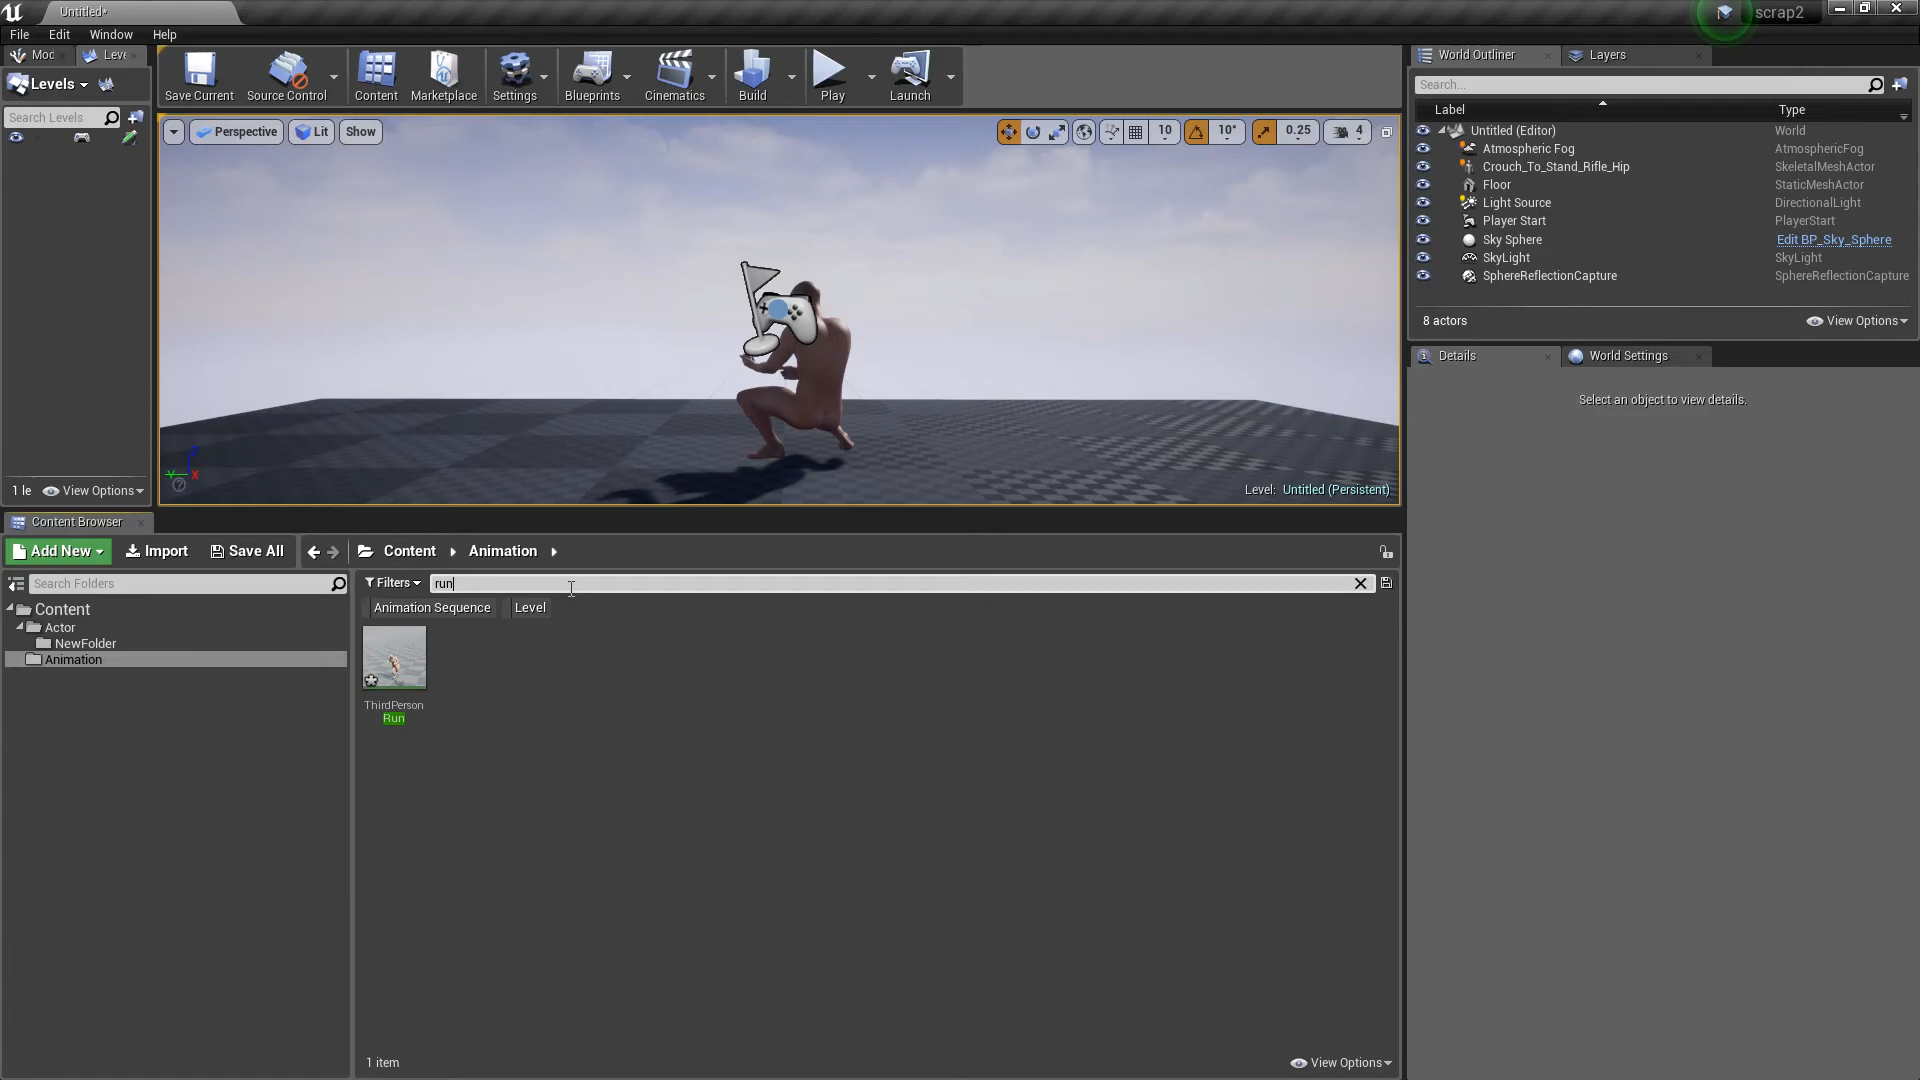 Untitled*
scrap2
File Edit Window Help
Mod Leve
Levels
Search Levels
1 le View Options
Save Current Source Control Content Marketplace Settings Blueprints Cinematics Build Play Launch
Perspective Lit Show
10 10° 0.25 4
Level: Untitled (Persistent)
World Outliner Layers
Search...
Label Type
Untitled (Editor) World
Atmospheric Fog AtmosphericFog
Crouch_To_Stand_Rifle_Hip SkeletalMeshActor
Floor StaticMeshActor
Light Source DirectionalLight
Player Start PlayerStart
Sky Sphere Edit BP_Sky_Sphere
SkyLight SkyLight
SphereReflectionCapture SphereReflectionCapture
8 actors View Options
Details World Settings
Select an object to view details.
Content Browser
Add New Import Save All Content Animation
Search Folders
Content
Actor
NewFolder
Animation
Filters run
Animation Sequence Level
ThirdPerson
Run
1 item View Options